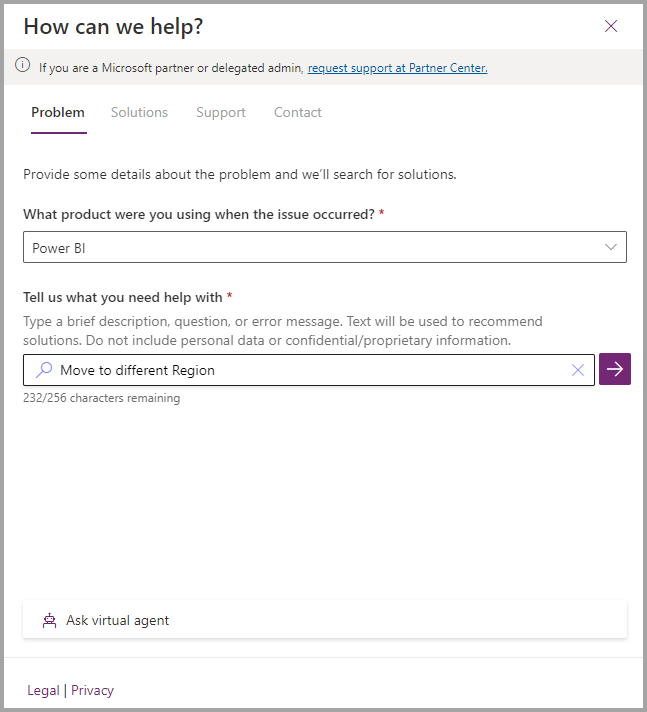 How can we help?
If you are a Microsoft partner or delegated admin, request support at Partner Center.
Problem Solutions Support Contact
Provide some details about the problem and we'll search for solutions.
What product were you using when the issue occurred? *
Power BI
Tell us what you need help with *
Type a brief description, question, or error message. Text will be used to recommend
solutions. Do not include personal data or confidential/proprietary information.
Move to different Region
232/256 characters remaining
Ask virtual agent
Legal | Privacy